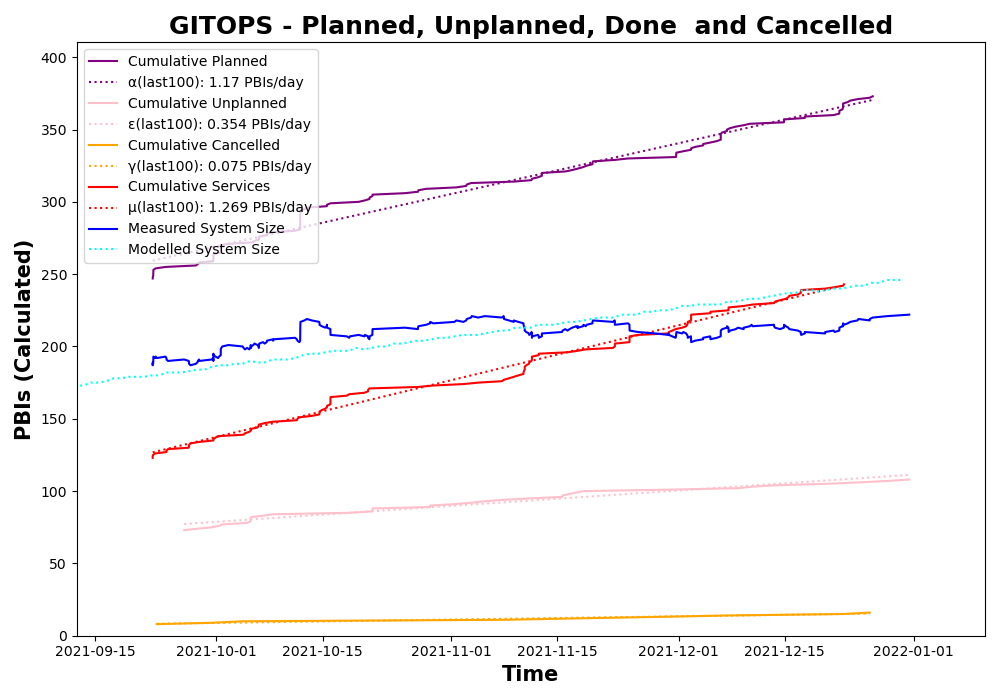 GITOPS - Planned, Unplanned, Done  and Cancelled
PBIs (Calculated)
400
350
300
250
200
150
100
50
0
Cumulative Planned
α(last100): 1.17 PBIs/day
Cumulative Unplanned
ε(last100): 0.354 PBIs/day
Cumulative Cancelled
γ(last100): 0.075 PBIs/day
Cumulative Services
μ(last100): 1.269 PBIs/day
Measured System Size
Modelled System Size
2021-09-15 2021-10-01 2021-10-15 2021-11-01 2021-11-15 2021-12-01 2021-12-15 2022-01-01
Time